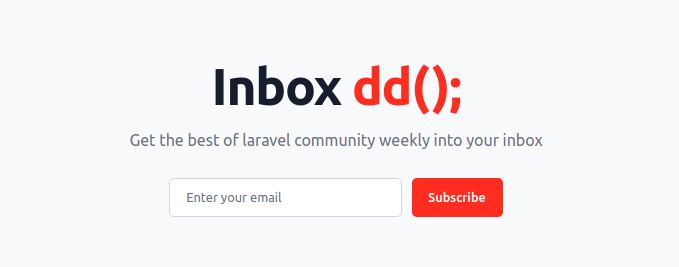 Inbox dd();
Get the best of laravel community weekly into your inbox
Enter your email
Subscribe